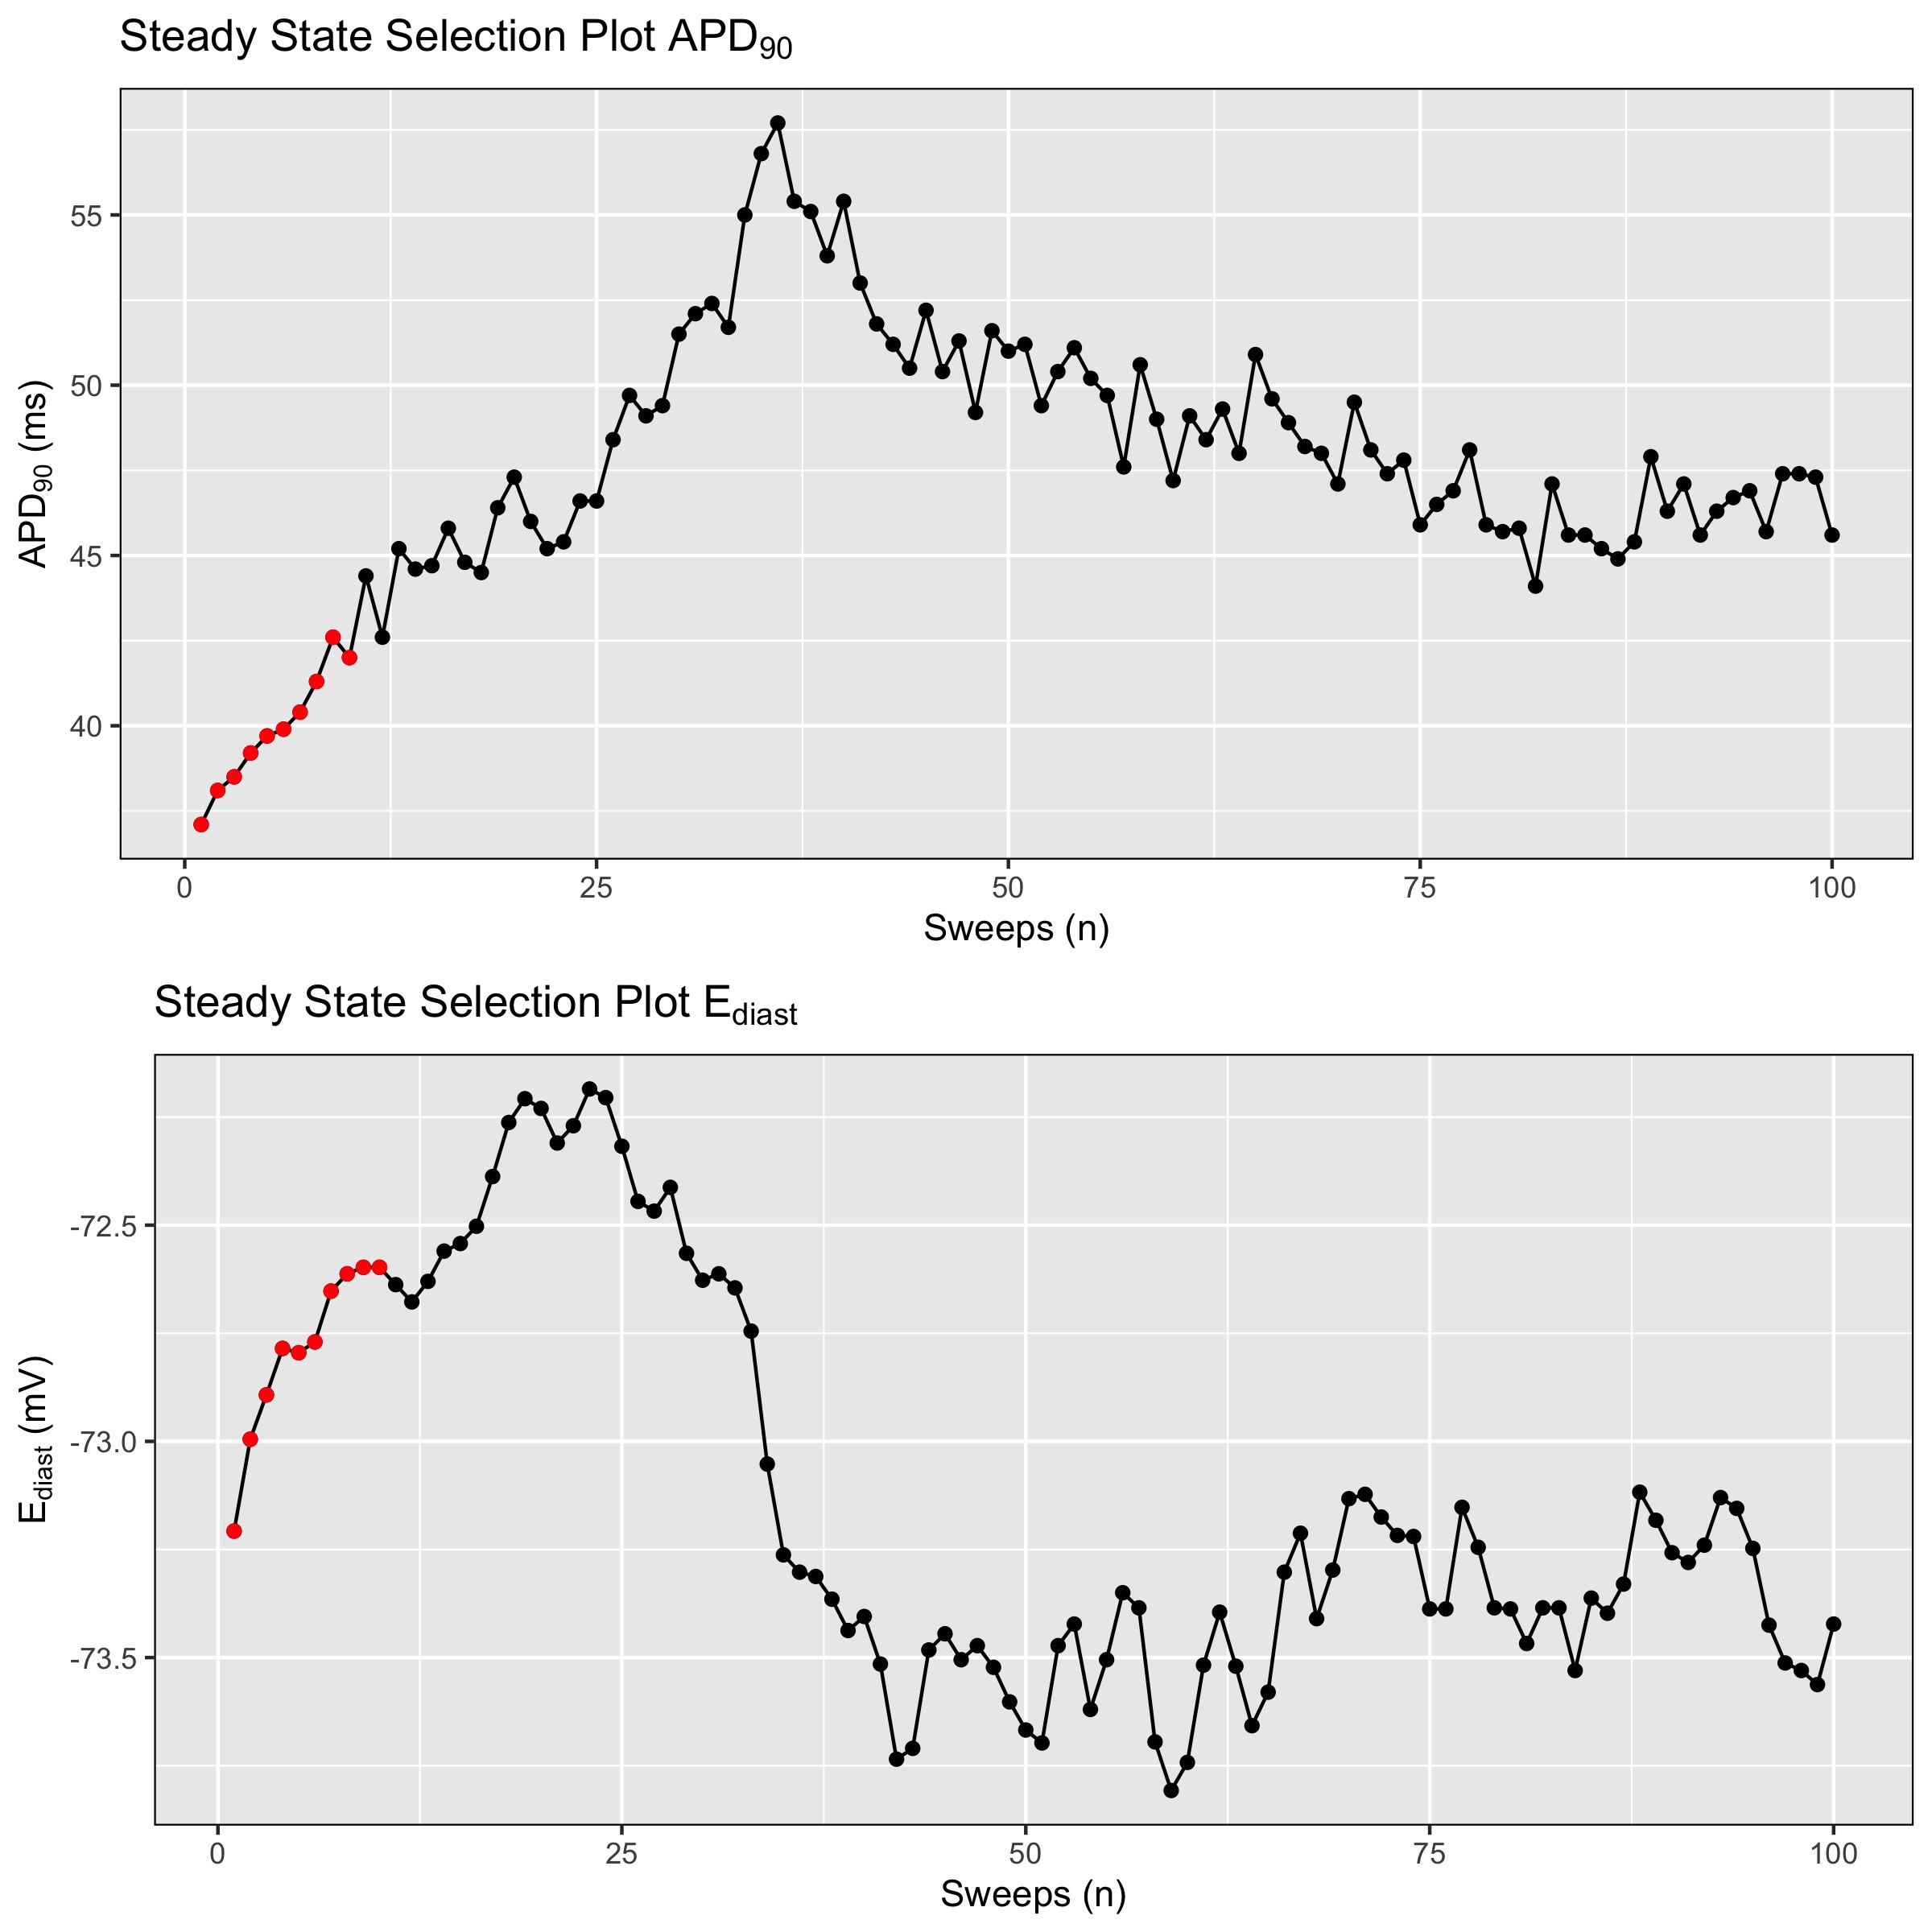 Steady State Selection Plot APD90
55
50
45
40
APD90 (ms)
0 25 50 75 100
Sweeps (n)
Steady State Selection Plot Ediast
-72.5
-73.0
-73.5
Ediast (mV)
0 25 50 75 100
Sweeps (n)